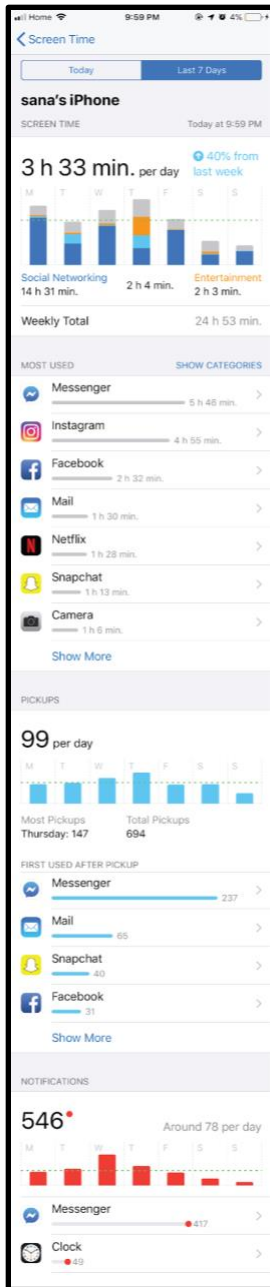 Home 9:59 PM 4%
Screen Time
Today Last 7 Days
sana's iPhone
SCREEN TIME Today at 9:59 PM
3 h 33 min. per day 40% from last week
M T W T F S S
Social Networking Entertainment
14 h 31 min. 2 h 4 min. 2 h 3 min.
Weekly Total 24 h 53 min.
MOST USED SHOW CATEGORIES
Messenger
5 h 46 min.
Instagram
4 h 55 min.
Facebook
2 h 32 min.
Mail
1 h 30 min.
Netflix
1 h 28 min.
Snapchat
1 h 13 min.
Camera
1 h 6 min.
Show More
PICKUPS
99 per day
M T W T F S S
Most Pickups Total Pickups
Thursday: 147 694
FIRST USED AFTER PICKUP
Messenger
237
Mail
65
Snapchat
40
Facebook
31
Show More
NOTIFICATIONS
546 Around 78 per day
M T W T F S S
Messenger
417
Clock
49